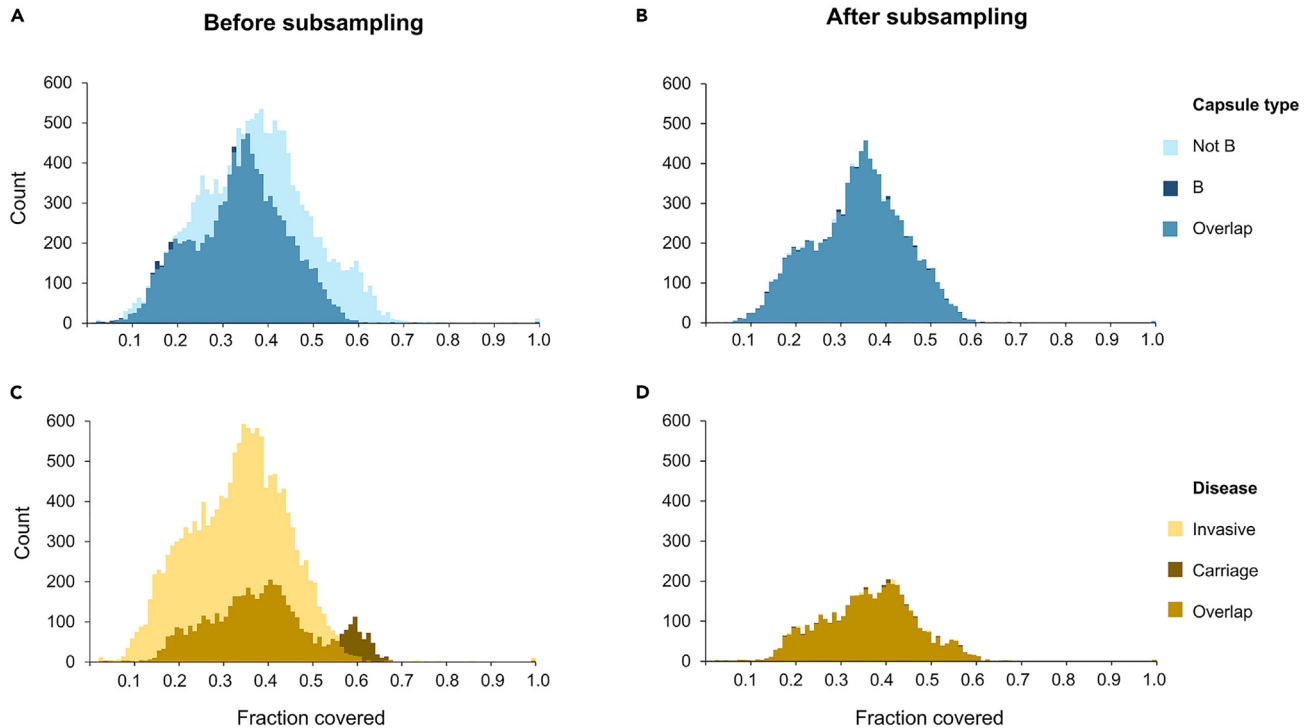 A
Before subsampling
B
After subsampling
600
500
400
300
200
100
0
Count
0.1 0.2 0.3 0.4 0.5 0.6 0.7 0.8 0.9 1.0
600
500
400
300
200
100
0
0.1 0.2 0.3 0.4 0.5 0.6 0.7 0.8 0.9 1.0
Capsule type
Not B
B
Overlap
C
600
500
400
300
200
100
0
Count
0.1 0.2 0.3 0.4 0.5 0.6 0.7 0.8 0.9 1.0
Fraction covered
D
600
500
400
300
200
100
0
0.1 0.2 0.3 0.4 0.5 0.6 0.7 0.8 0.9 1.0
Fraction covered
Disease
Invasive
Carriage
Overlap